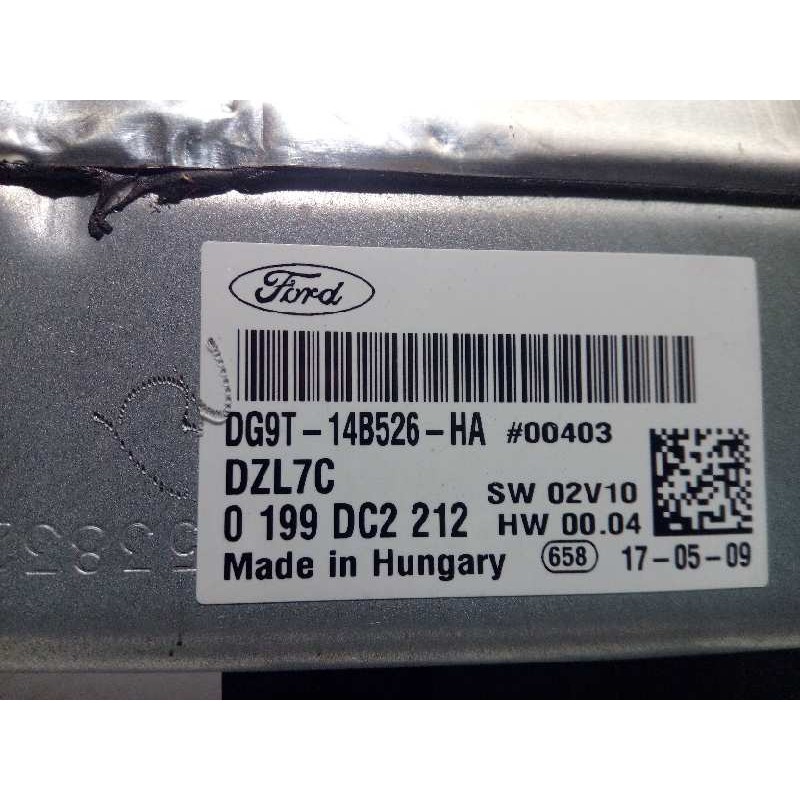 Ford
DG9T-14B526-HA #00403
DZL7C
SW 02V10
0 199 DC2 212
HW 00.04
Made in Hungary 658 17-05-09